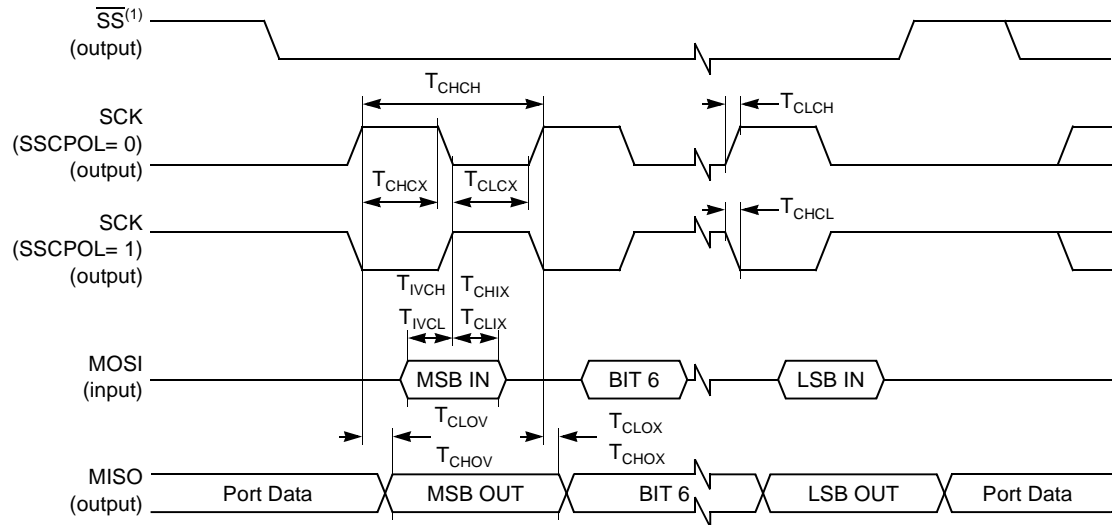 SS(1)
(output)
TCHCH
TCLCH
SCK
(SSCPOL= 0)
(output)
TCHCX
TCLCX
TCHCL
SCK
(SSCPOL= 1)
(output)
TIVCH
TCHIX
TIVCL
TCLIX
MOSI
(input)
MSB IN
BIT 6
LSB IN
TCLOV
TCLOX
TCHOV
TCHOX
MISO
(output)
Port Data
MSB OUT
BIT 6
LSB OUT
Port Data